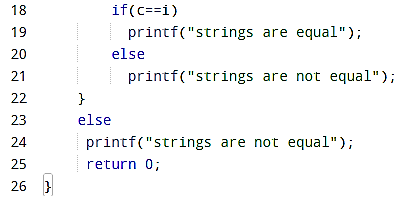 18 if(c==i)
19 printf("strings are equal");
20 else
21 printf("strings are not equal");
22 }
23 else
24 printf("strings are not equal");
25 return 0;
26 }